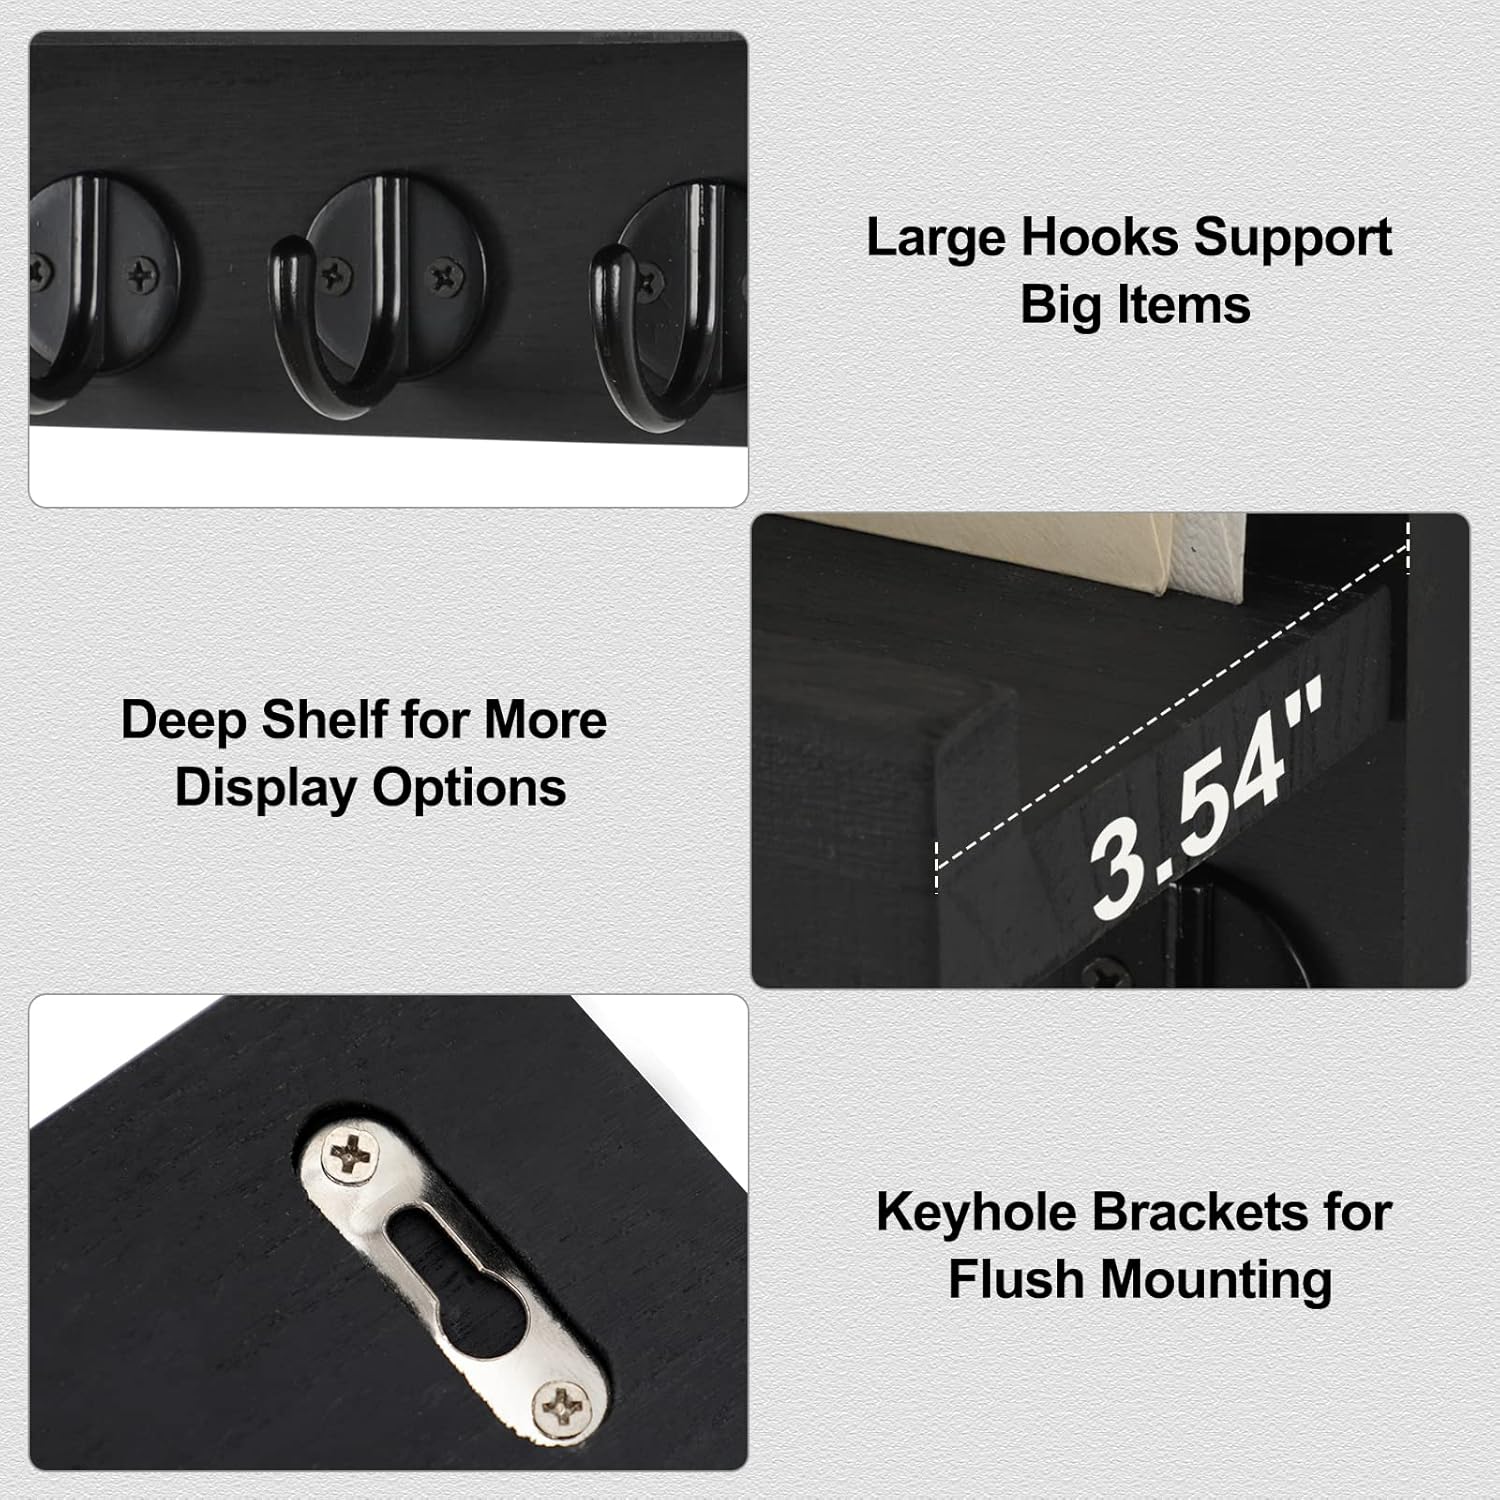 Large Hooks Support
Big Items
Deep Shelf for More
Display Options
3.54"
Keyhole Brackets for
Flush Mounting